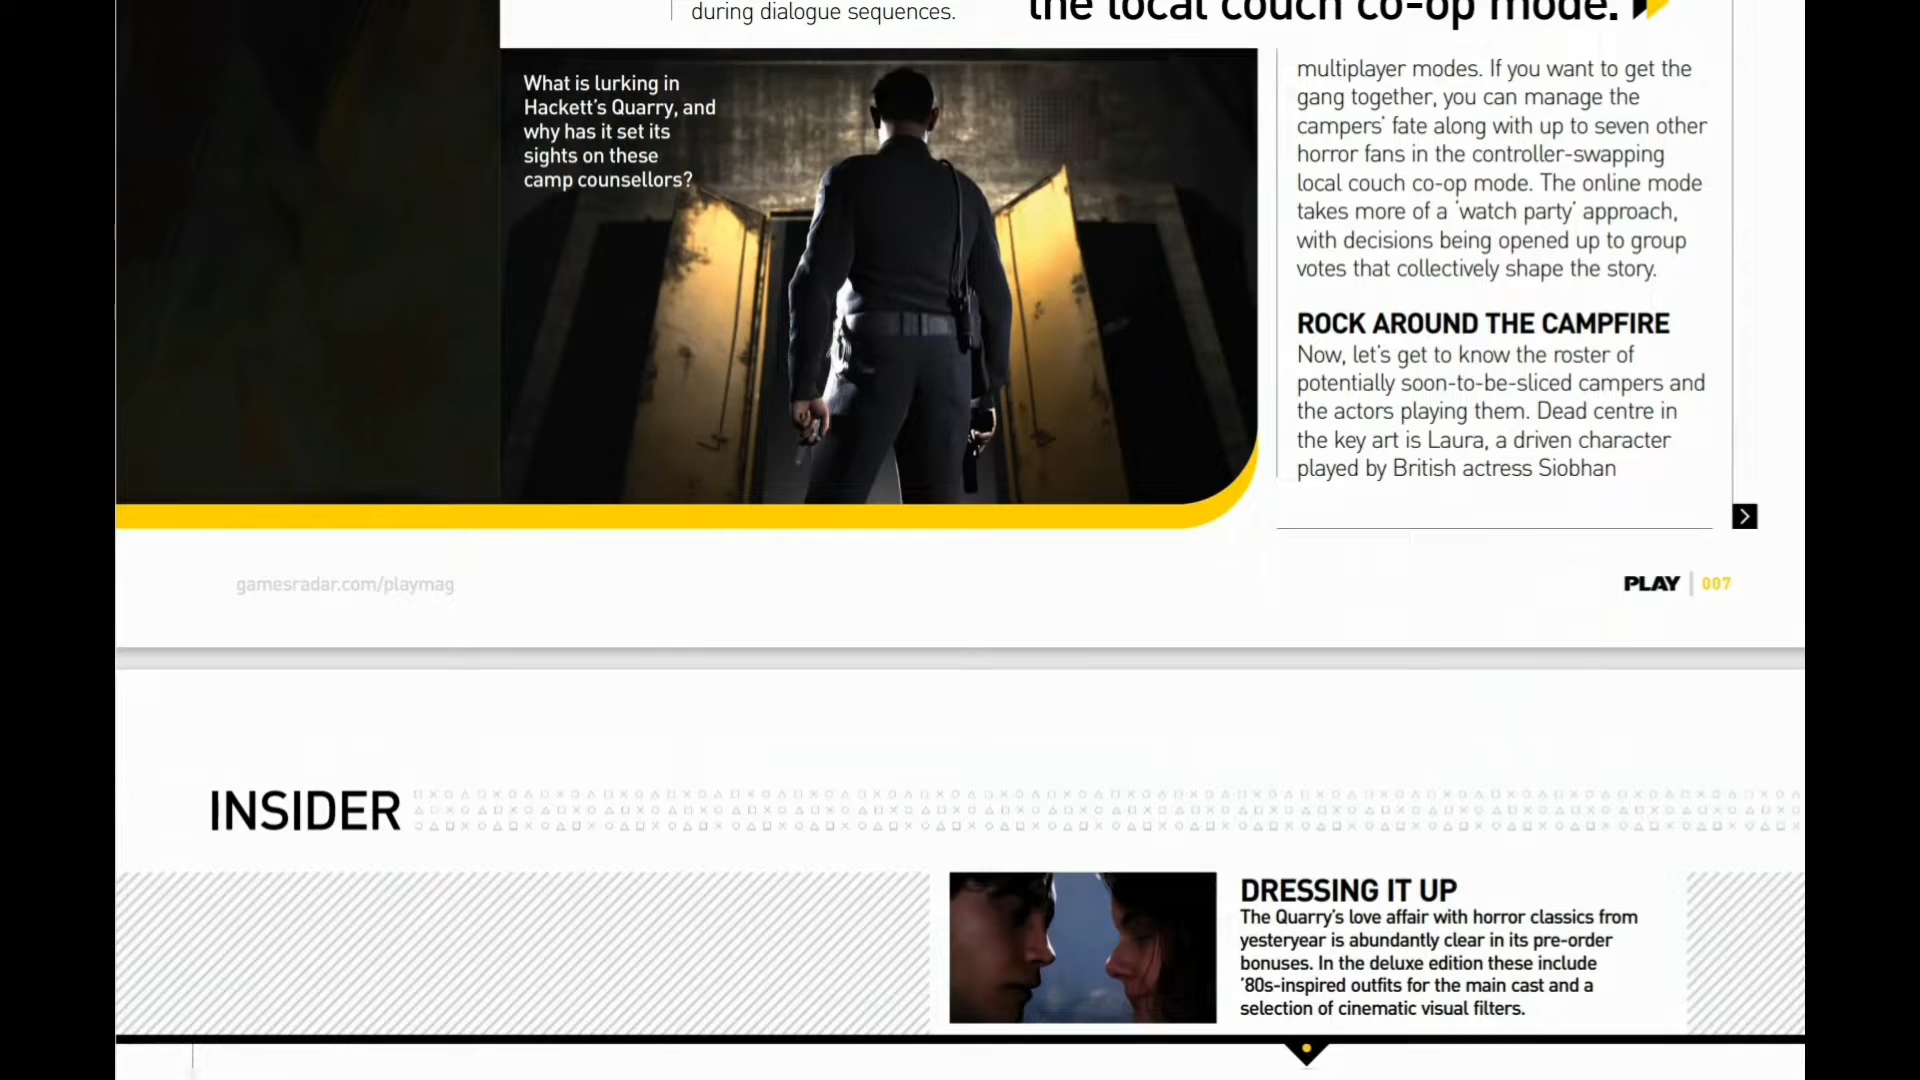 during dialogue sequences.
the local couch co-op mode.
What is lurking in
Hackett's Quarry, and
why has it set its
sights on these
camp counsellors?
multiplayer modes. If you want to get the
gang together, you can manage the
campers' fate along with up to seven other
horror fans in the controller-swapping
local couch co-op mode. The online mode
takes more of a 'watch party' approach,
with decisions being opened up to group
votes that collectively shape the story.
ROCK AROUND THE CAMPFIRE
Now, let's get to know the roster of
potentially soon-to-be-sliced campers and
the actors playing them. Dead centre in
the key art is Laura, a driven character
played by British actress Siobhan
gamesradar.com/playmag
PLAY 007
INSIDER
DRESSING IT UP
The Quarry's love affair with horror classics from
yesteryear is abundantly clear in its pre-order
bonuses. In the deluxe edition these include
'80s-inspired outfits for the main cast and a
selection of cinematic visual filters.